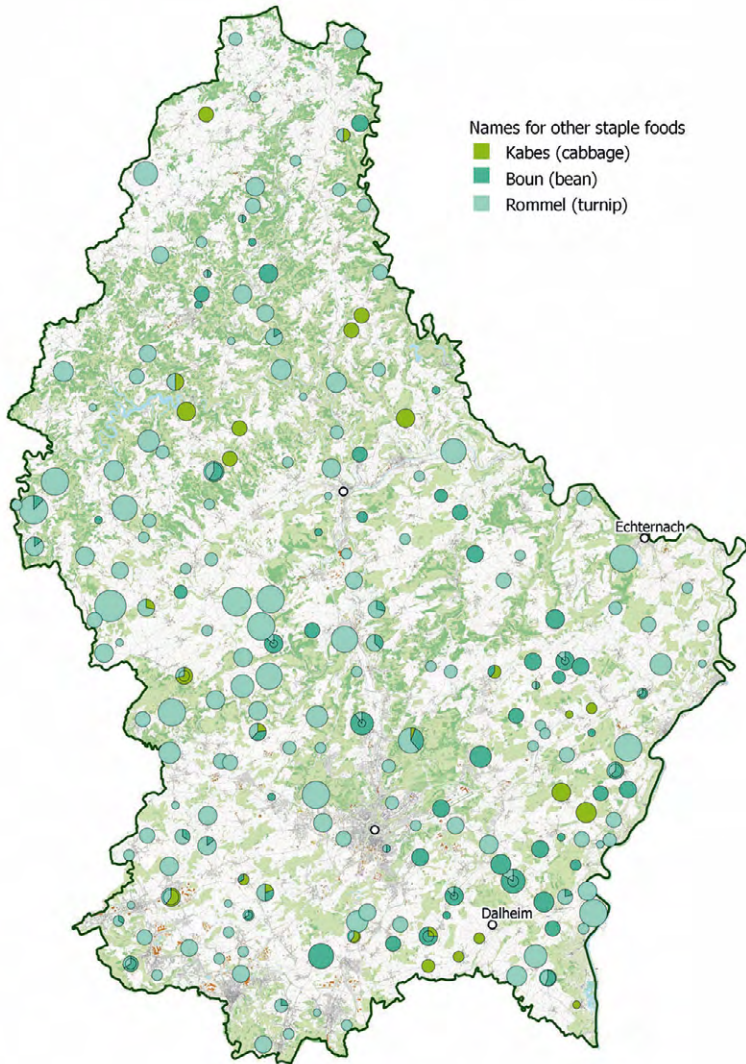 Names for other staple foods
Kabes (cabbage)
Boun (bean)
Rommel (turnip)
Echternach
Dalheim